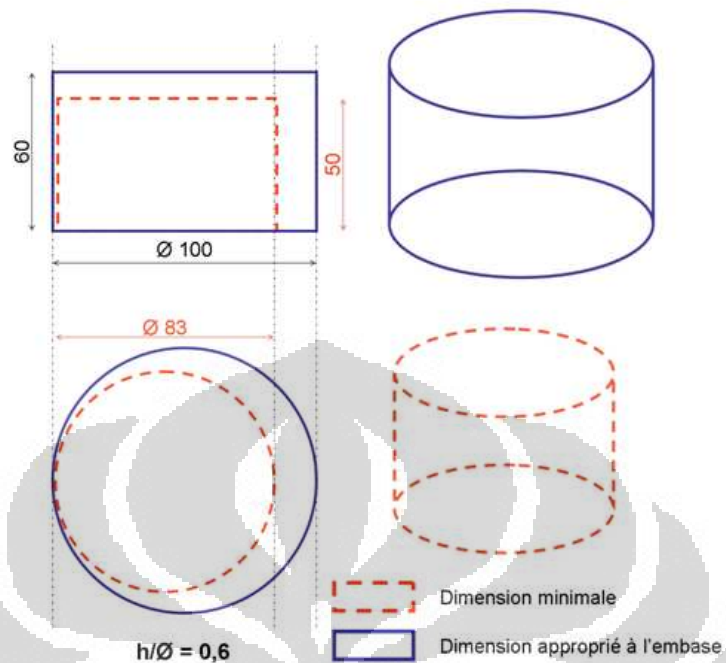 60
50
Ø 100
Ø 83
Dimension minimale
h/Ø = 0,6
Dimension approprié à l'embase